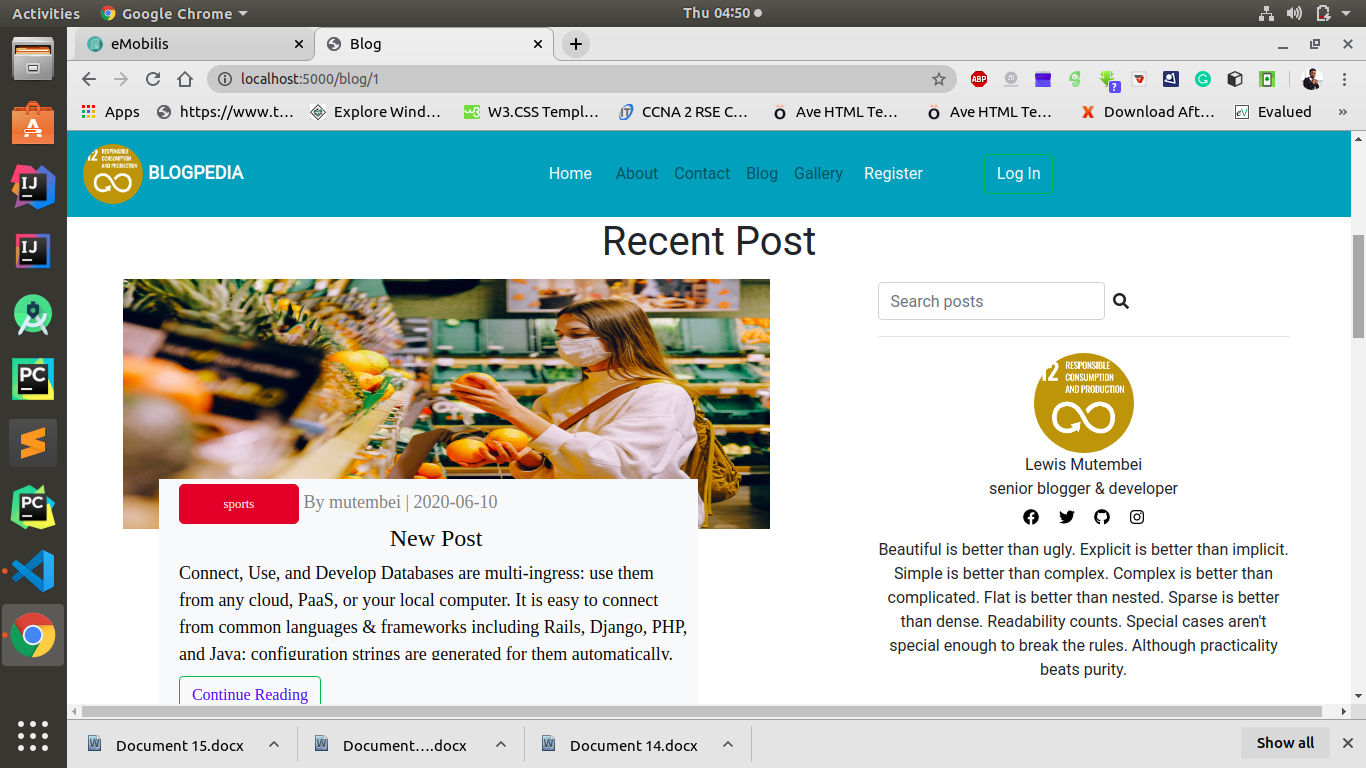 Activities Google Chrome Thu 04:50
eMobilis Blog
localhost:5000/blog/1
ABP ?
Apps https://www.t... Explore Wind... W3.CSS Templ... CCNA 2 RSE C... Ave HTML Te... Ave HTML Te... Download Aft... Evalued »
12 RESPONSIBLE
CONSUMPTION
AND PRODUCTION
BLOGPEDIA Home About Contact Blog Gallery Register Log In
Recent Post
Search posts
12 RESPONSIBLE
CONSUMPTION
AND PRODUCTION
Lewis Mutembei
senior blogger & developer
Beautiful is better than ugly. Explicit is better than implicit.
Simple is better than complex. Complex is better than
complicated. Flat is better than nested. Sparse is better
than dense. Readability counts. Special cases aren't
special enough to break the rules. Although practicality
beats purity.
sports By mutembei | 2020-06-10
New Post
Connect, Use, and Develop Databases are multi-ingress: use them
from any cloud, PaaS, or your local computer. It is easy to connect
from common languages & frameworks including Rails, Django, PHP,
and Java; configuration strings are generated for them automatically.
Continue Reading
IJ
IJ
PC
PC
Document 15.docx Document....docx Document 14.docx Show all